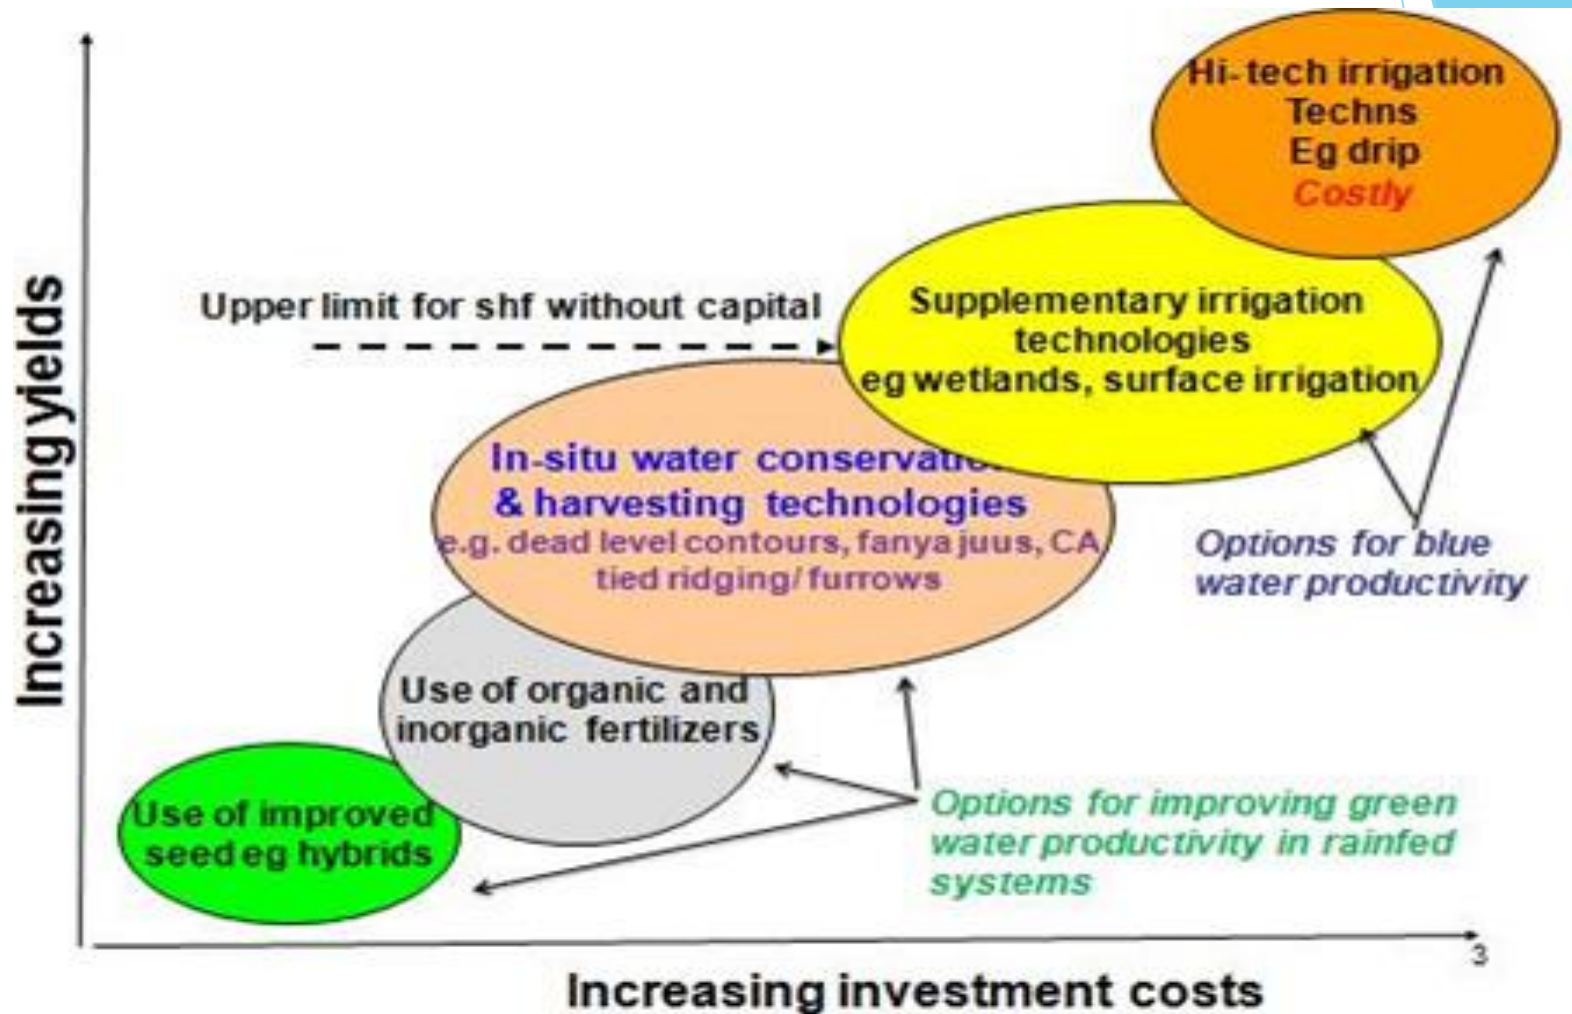 Hi-tech irrigation
Techns
Eg drip
Costly
Upper limit for shf without capital
Supplementary irrigation
technologies
eg wetlands, surface irrigation
In-situ water
& harvesting technologies
e.g. dead level contours, fanya juus, CA
tied ridging/ furrows
Options for blue
water productivity
Use of organic and
inorganic fertilizers
Use of improved
seed eg hybrids
Options for improving green
water productivity in rainfed
systems
Increasing yields
3
Increasing investment costs